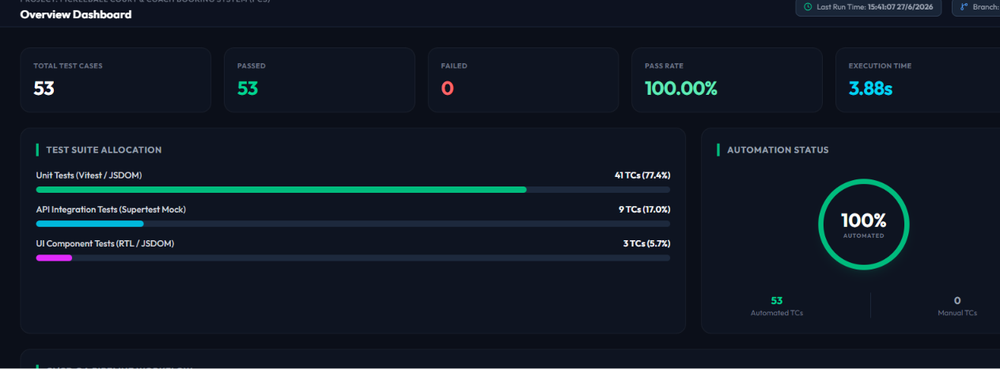 PROJECT: PICKLEBALL COURT & COACH BOOKING SYSTEM (PCS)
Overview Dashboard
Last Run Time: 15:41:07 27/6/2026
Branch:
TOTAL TEST CASES
53
PASSED
53
FAILED
0
PASS RATE
100.00%
EXECUTION TIME
3.88s
TEST SUITE ALLOCATION
Unit Tests (Vitest / JSDOM)
41 TCs (77.4%)
API Integration Tests (Supertest Mock)
9 TCs (17.0%)
UI Component Tests (RTL / JSDOM)
3 TCs (5.7%)
AUTOMATION STATUS
100%
AUTOMATED
53
Automated TCs
0
Manual TCs